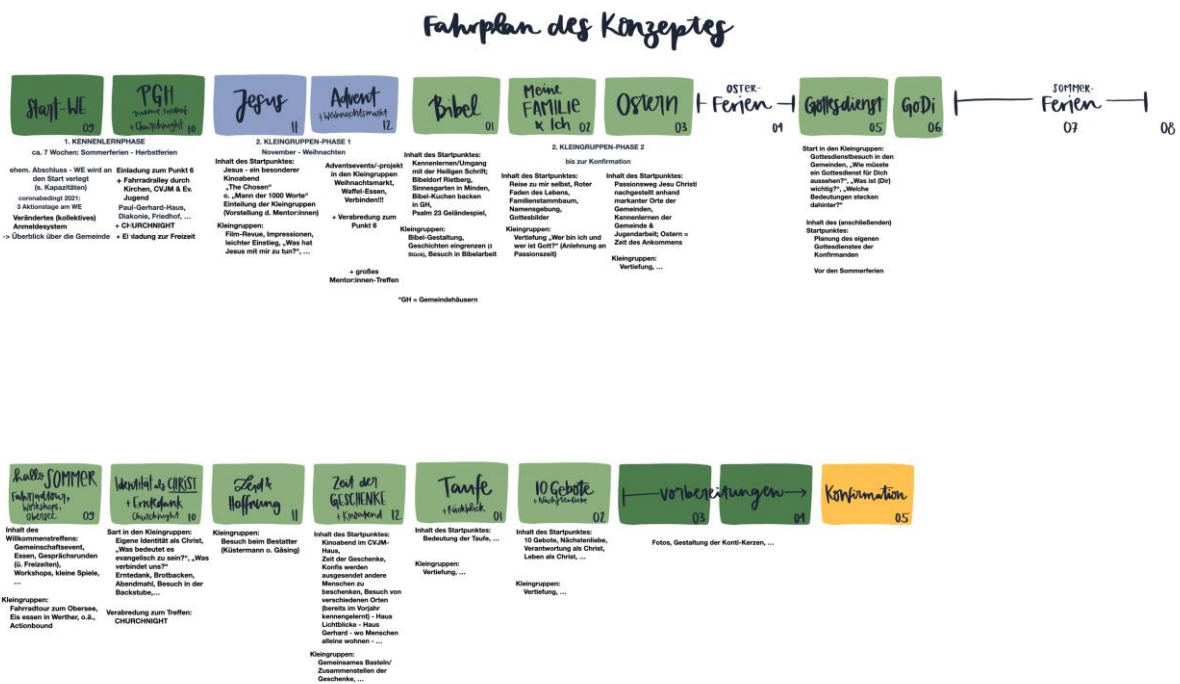 Fahrplan des Konzeptes
Start-WE
09
PGH
Diakonie, Friedhof
+ Churchnight
10
Jesus
11
Advent
+ Weihnachtsmarkt
12
Bibel
01
Meine
FAMILIE
& Ich
02
OSTERN
03
OSTER-
Ferien
04
Gottesdienst
05
GoDi
06
SOMMER-
Ferien
07
08
1. KENNENLERNPHASE
ca. 7 Wochen: Sommerferien - Herbstferien
ehem. Abschluss - WE wird an
den Start verlegt
(s. Kapazitäten)
coronabedingt 2021:
3 Aktionstage am WE
Verändertes (kollektives)
Anmeldesystem
-> Überblick über die Gemeinde
Einladung zum Punkt 6
+ Fahrradralley durch
Kirchen, CVJM & Ev.
Jugend
Paul-Gerhard-Haus,
Diakonie, Friedhof, ...
+ CHURCHNIGHT
+ Einladung zur Freizeit
2. KLEINGRUPPEN-PHASE 1
November - Weihnachten
Inhalt des Startpunktes:
Jesus - ein besonderer
Kinoabend
„The Chosen"
o. „Mann der 1000 Worte"
Einteilung der Kleingruppen
(Vorstellung d. Mentor:innen)
Kleingruppen:
Film-Revue, Impressionen,
leichter Einstieg, „Was hat
Jesus mit mir zu tun?", ...
Adventsevents/-projekt
in den Kleingruppen
Weihnachtsmarkt,
Waffel-Essen,
Verbinden!!!
+ Verabredung zum
Punkt 6
+ großes
Mentor:innen-Treffen
Inhalt des Startpunktes:
Kennenlernen/Umgang
mit der Heiligen Schrift;
Bibeldorf Rietberg,
Sinnesgarten in Minden,
Bibel-Kuchen backen
in GH,
Psalm 23 Geländespiel,
Kleingruppen:
Bibel-Gestaltung,
Geschichten eingrenzen (3
Stück), Besuch in Bibelarbeit
*GH = Gemeindehäusern
2. KLEINGRUPPEN-PHASE 2
bis zur Konfirmation
Inhalt des Startpunktes:
Reise zu mir selbst, Roter
Faden des Lebens,
Familienstammbaum,
Namensgebung,
Gottesbilder
Kleingruppen:
Vertiefung „Wer bin ich und
wer ist Gott?" (Anlehnung an
Passionszeit)
Inhalt des Startpunktes:
Passionsweg Jesu Christi
nachgestellt anhand
markanter Orte der
Gemeinden,
Kennenlernen der
Gemeinde &
Jugendarbeit; Ostern =
Zeit des Ankommens
Kleingruppen:
Vertiefung, ...
Start in den Kleingruppen:
Gottesdienstbesuch in den
Gemeinden, „Wie müsste
ein Gottesdienst für Dich
aussehen?", „Was ist (Dir)
wichtig?", „Welche
Bedeutungen stecken
dahinter?"
Inhalt des (anschließenden)
Startpunktes:
Planung des eigenen
Gottesdienstes der
Konfirmanden
Vor den Sommerferien
hallo SOMMER
Fahrradtour,
Workshops,
Obersee
09
Identität als CHRIST
+ Erntedank
Churchnight
10
Leid &
Hoffnung
11
Zeit der
GESCHENKE
+ Kinoabend
12
Taufe
+ Rückblick
01
10 Gebote
+ Nächstenliebe
02
vorbereitungen
03
04
Konfirmation
05
Inhalt des
Willkommenstreffens:
Gemeinschaftsevent,
Essen, Gesprächsrunden
(ü. Freizeiten),
Workshops, kleine Spiele,
...
Kleingruppen:
Fahrradtour zum Obersee,
Eis essen in Werther, o.ä.,
Actionbound
Sart in den Kleingruppen:
Eigene Identität als Christ,
„Was bedeutet es
evangelisch zu sein?", „Was
verbindet uns?"
Erntedank, Brotbacken,
Abendmahl, Besuch in der
Backstube,...
Verabredung zum Treffen:
CHURCHNIGHT
Kleingruppen:
Besuch beim Bestatter
(Küstermann o. Gäsing)
Inhalt des Startpunktes:
Kinoabend im CVJM-
Haus,
Zeit der Geschenke,
Konfis werden
ausgesendet andere
Menschen zu
beschenken, Besuch von
verschiedenen Orten
(bereits im Vorjahr
kennengelernt) - Haus
Lichtblicke - Haus
Gerhard - wo Menschen
alleine wohnen - ...
Kleingruppen:
Gemeinsames Basteln/
Zusammenstellen der
Geschenke, ...
Inhalt des Startpunktes:
Bedeutung der Taufe, ...
Kleingruppen:
Vertiefung, ...
Inhalt des Startpunktes:
10 Gebote, Nächstenliebe,
Verantwortung als Christ,
Leben als Christ, ...
Kleingruppen:
Vertiefung, ...
Fotos, Gestaltung der Konti-Kerzen, ...